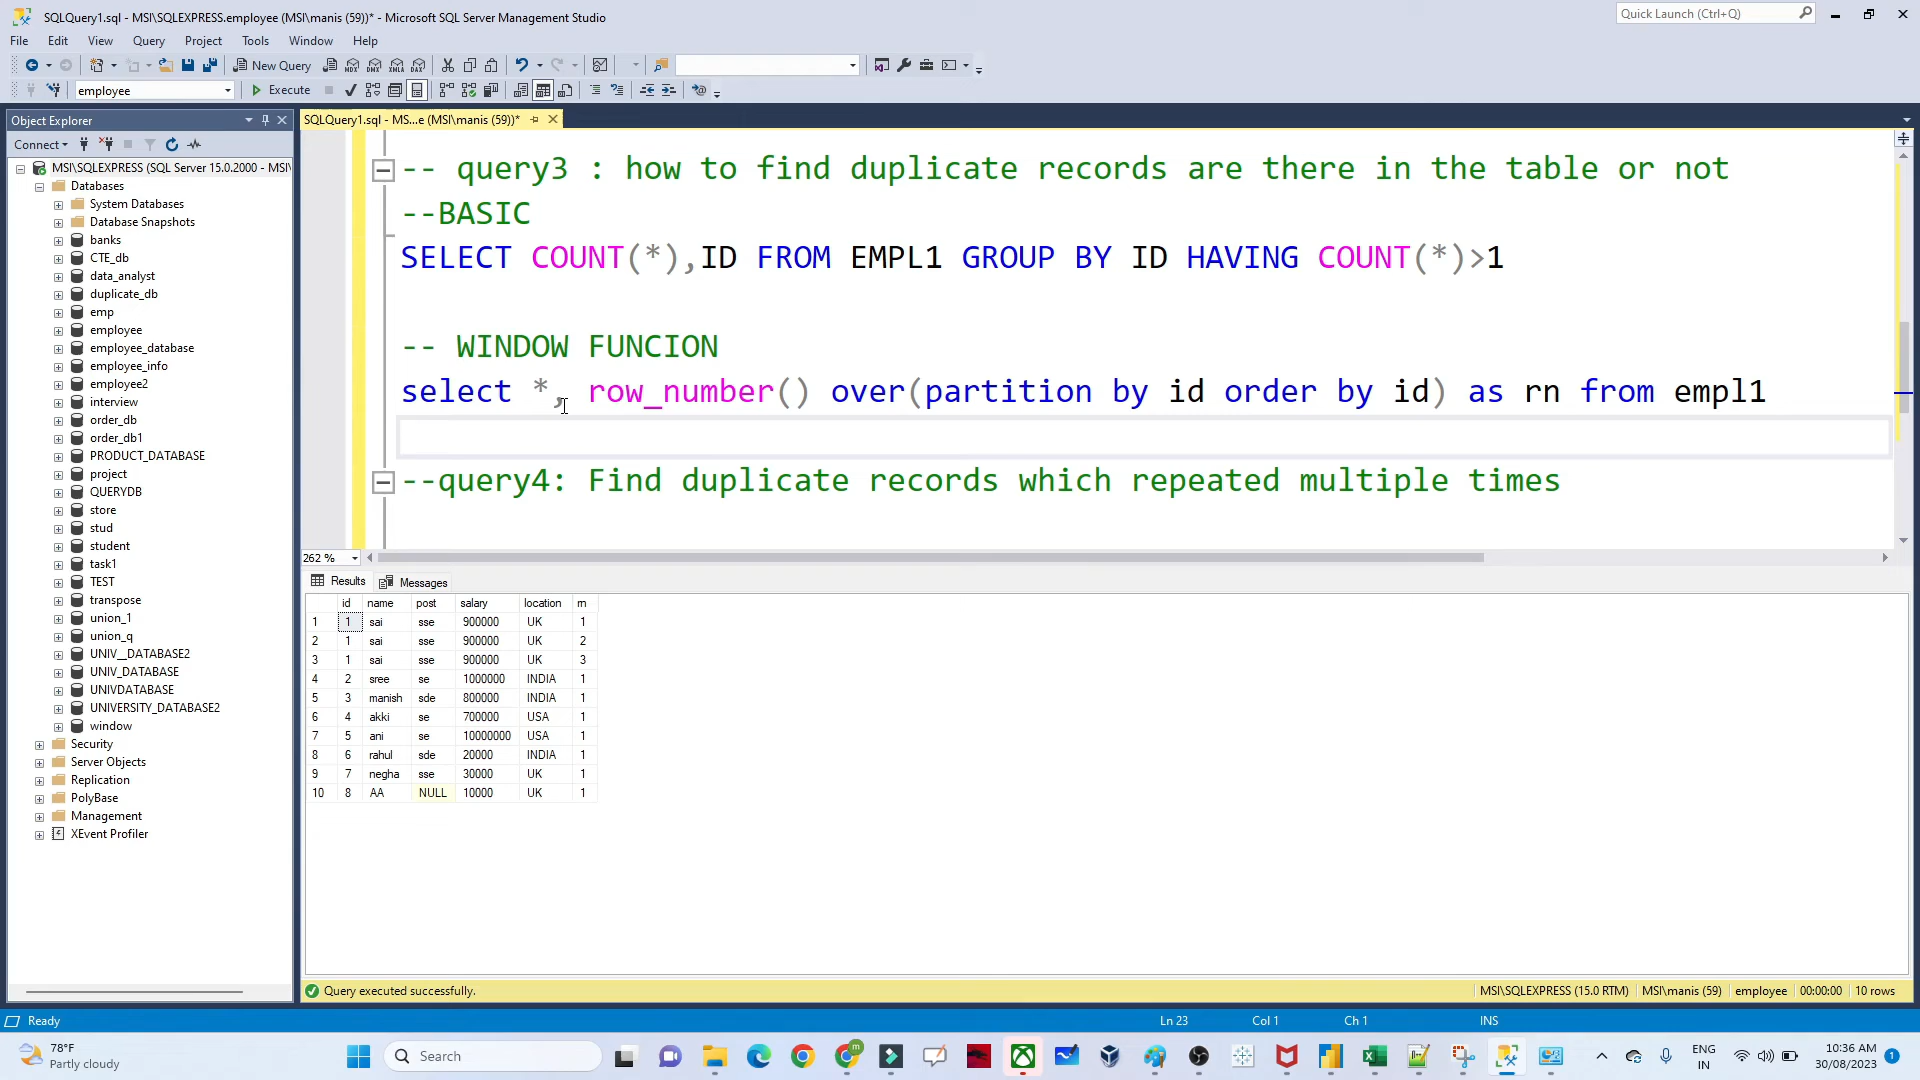 SQLQuery1.sql - MSI\SQLEXPRESS.employee (MSI\manis (59))* - Microsoft SQL Server Management Studio
Quick Launch (Ctrl+Q)
File Edit View Query Project Tools Window Help
New Query
employee
Execute
Object Explorer
SQLQuery1.sql - MS...e (MSI\manis (59))*
Connect
MSI\SQLEXPRESS (SQL Server 15.0.2000 - MSI\
Databases
System Databases
Database Snapshots
banks
CTE_db
data_analyst
duplicate_db
emp
employee
employee_database
employee_info
employee2
interview
order_db
order_db1
PRODUCT_DATABASE
project
QUERYDB
store
stud
student
task1
TEST
transpose
union_1
union_q
UNIV__DATABASE2
UNIV_DATABASE
UNIVDATABASE
UNIVERSITY_DATABASE2
window
Security
Server Objects
Replication
PolyBase
Management
XEvent Profiler
-- query3 : how to find duplicate records are there in the table or not
--BASIC
SELECT COUNT(*),ID FROM EMPL1 GROUP BY ID HAVING COUNT(*)>1
-- WINDOW FUNCION
select *, row_number() over(partition by id order by id) as rn from empl1
--query4: Find duplicate records which repeated multiple times
262 %
Results Messages
id name post salary location rn
1 1 sai sse 900000 UK 1
2 1 sai sse 900000 UK 2
3 1 sai sse 900000 UK 3
4 2 sree se 1000000 INDIA 1
5 3 manish sde 800000 INDIA 1
6 4 akki se 700000 USA 1
7 5 ani se 10000000 USA 1
8 6 rahul sde 20000 INDIA 1
9 7 negha sse 30000 UK 1
10 8 AA NULL 10000 UK 1
Query executed successfully.
MSI\SQLEXPRESS (15.0 RTM) MSI\manis (59) employee 00:00:00 10 rows
Ready
Ln 23 Col 1 Ch 1 INS
78°F
Partly cloudy
Search
ENG
IN
10:36 AM
30/08/2023
1